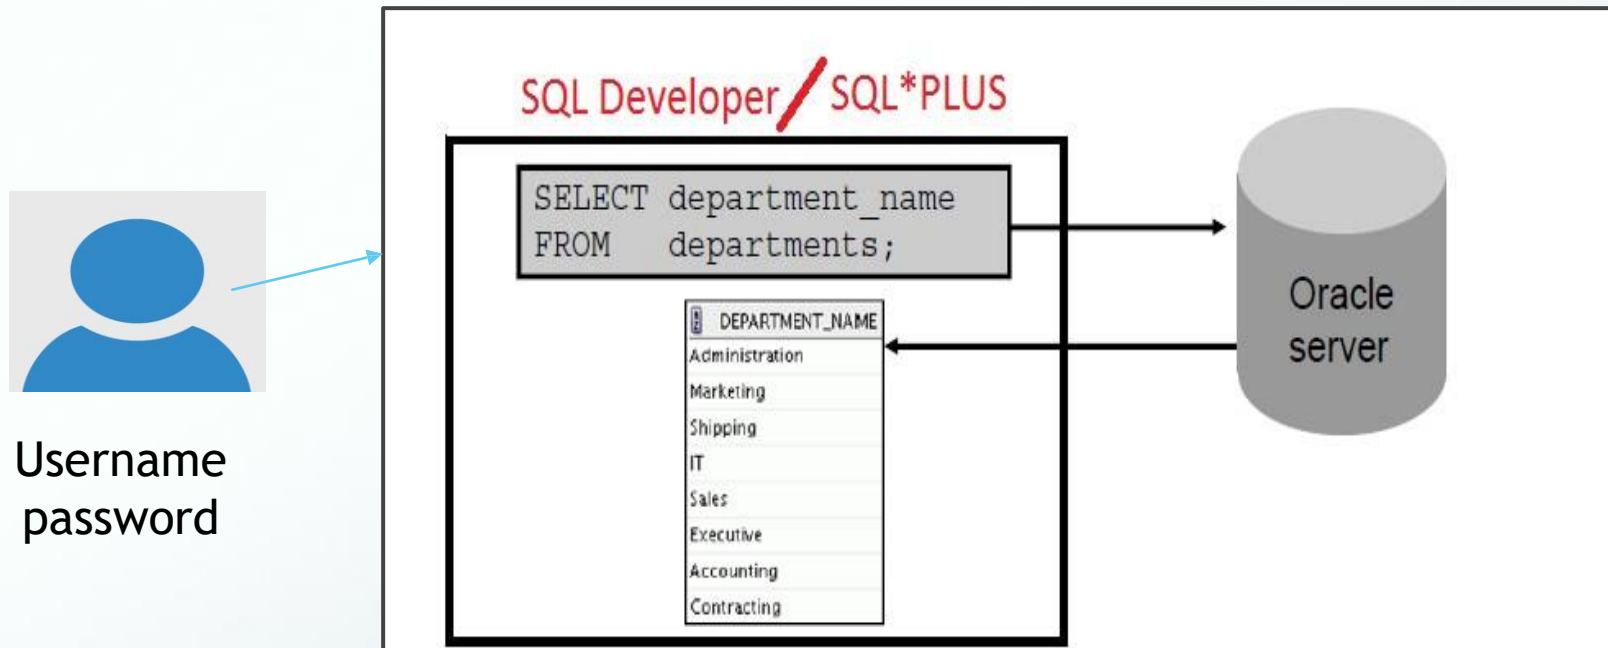 SQL Developer / SQL*PLUS
SELECT department_name
FROM departments;
DEPARTMENT_NAME
Administration
Marketing
Shipping
IT
Sales
Executive
Accounting
Contracting
Oracle
server
Username
password